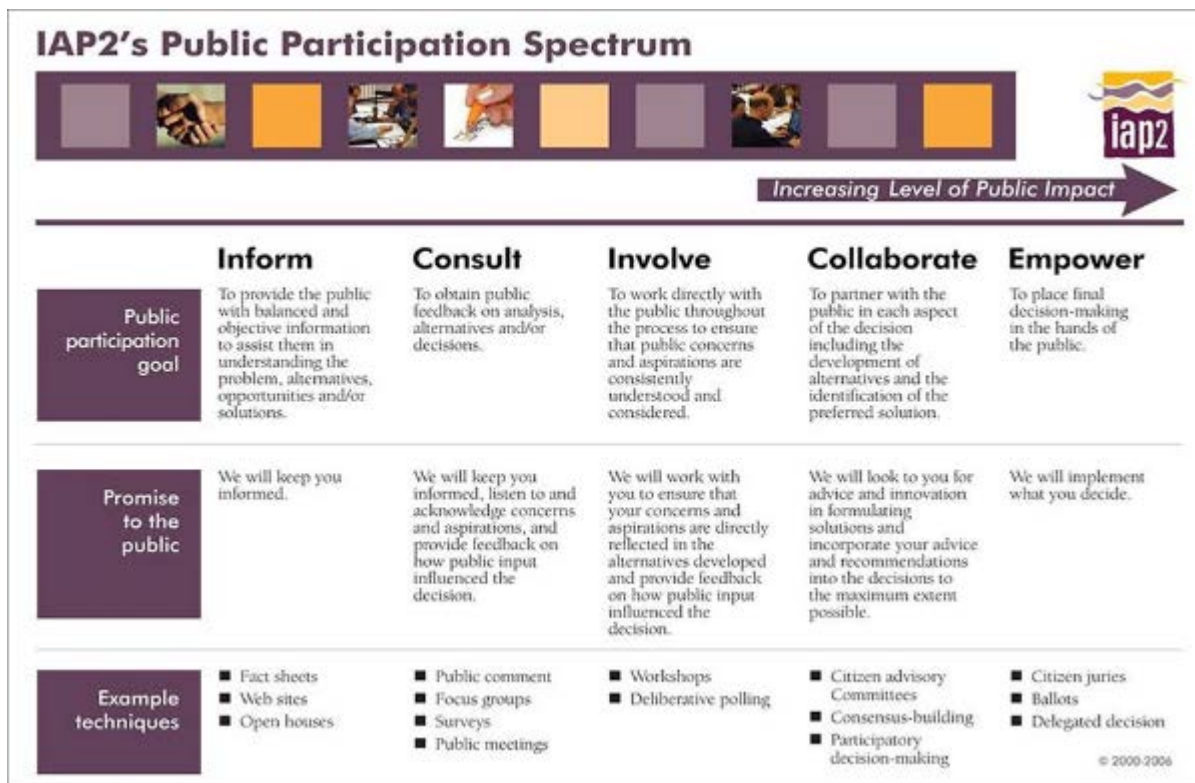 IAP2's Public Participation Spectrum
iap2
Increasing Level of Public Impact
Inform
Consult
Involve
Collaborate
Empower
Public
participation
goal
To provide the public
with balanced and
objective information
to assist them in
understanding the
problem, alternatives,
opportunities and/or
solutions.
To obtain public
feedback on analysis,
alternatives and/or
decisions.
To work directly with
the public throughout
the process to ensure
that public concerns
and aspirations are
consistently
understood and
considered.
To partner with the
public in each aspect
of the decision
including the
development of
alternatives and the
identification of the
preferred solution.
To place final
decision-making
in the hands of
the public.
Promise
to the
public
We will keep you
informed.
We will keep you
informed, listen to and
acknowledge concerns
and aspirations, and
provide feedback on
how public input
influenced the
decision.
We will work with
you to ensure that
your concerns and
aspirations are directly
reflected in the
alternatives developed
and provide feedback
on how public input
influenced the
decision.
We will look to you for
advice and innovation
in formulating
solutions and
incorporate your advice
and recommendations
into the decisions to
the maximum extent
possible.
We will implement
what you decide.
Example
techniques
■ Fact sheets
■ Web sites
■ Open houses
■ Public comment
■ Focus groups
■ Surveys
■ Public meetings
■ Workshops
■ Deliberative polling
■ Citizen advisory
Committees
■ Consensus-building
■ Participatory
decision-making
■ Citizen juries
■ Ballots
■ Delegated decision
© 2000-2006